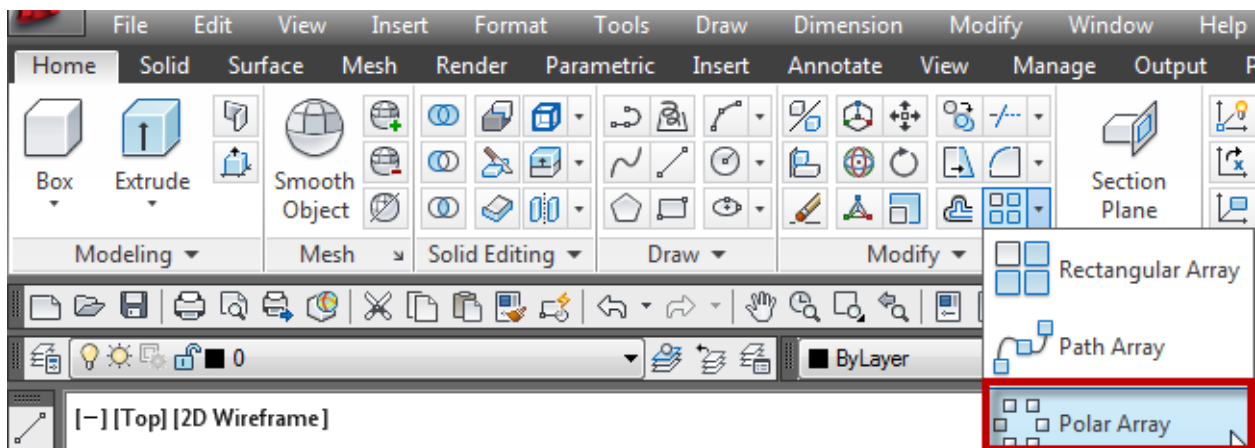 File Edit View Insert Format Tools Draw Dimension Modify Window Help
Home Solid Surface Mesh Render Parametric Insert Annotate View Manage Output
Box Extrude Smooth Object Section Plane
Modeling Mesh Solid Editing Draw Modify
Rectangular Array
Path Array
0 ByLayer
[−] [Top] [2D Wireframe]
Polar Array